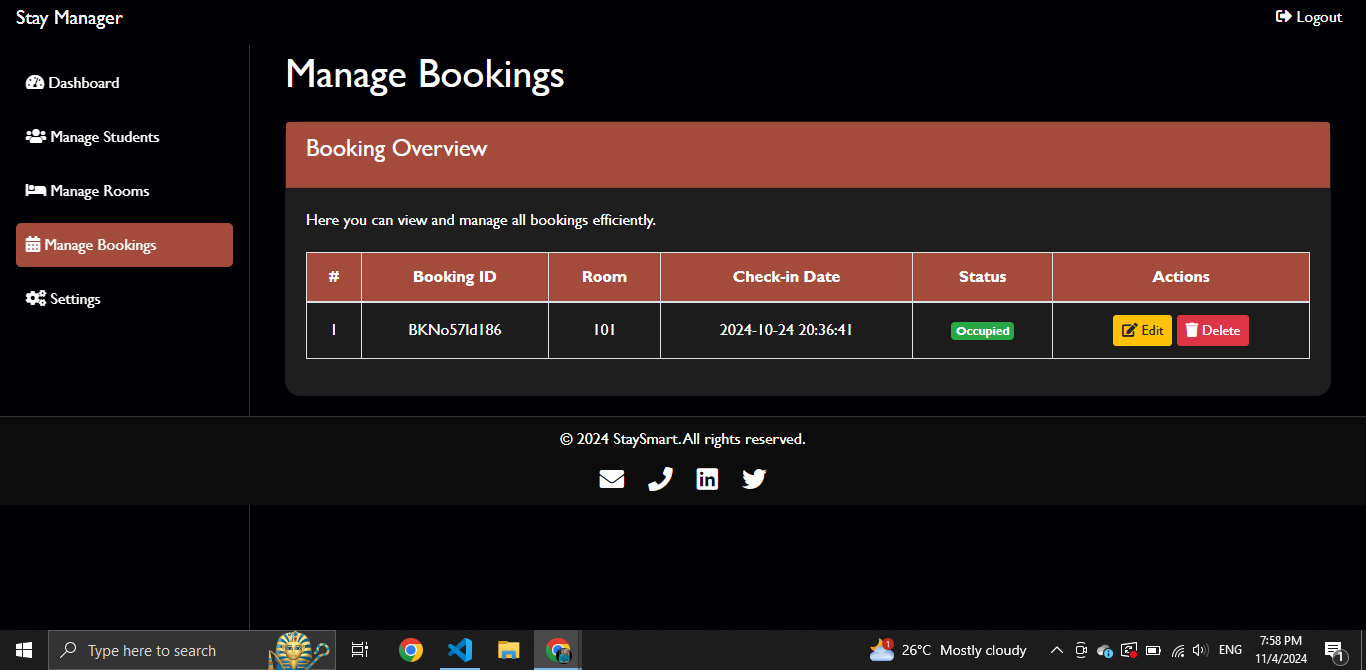 Stay Manager
Logout
Dashboard
Manage Students
Manage Rooms
Manage Bookings
Settings
Manage Bookings
Booking Overview
Here you can view and manage all bookings efficiently.
# Booking ID Room Check-in Date Status Actions
1 BKNo57Id186 101 2024-10-24 20:36:41 Occupied Edit Delete
© 2024 StaySmart. All rights reserved.
in
Type here to search
1
26°C Mostly cloudy
ENG
7:58 PM
11/4/2024
1